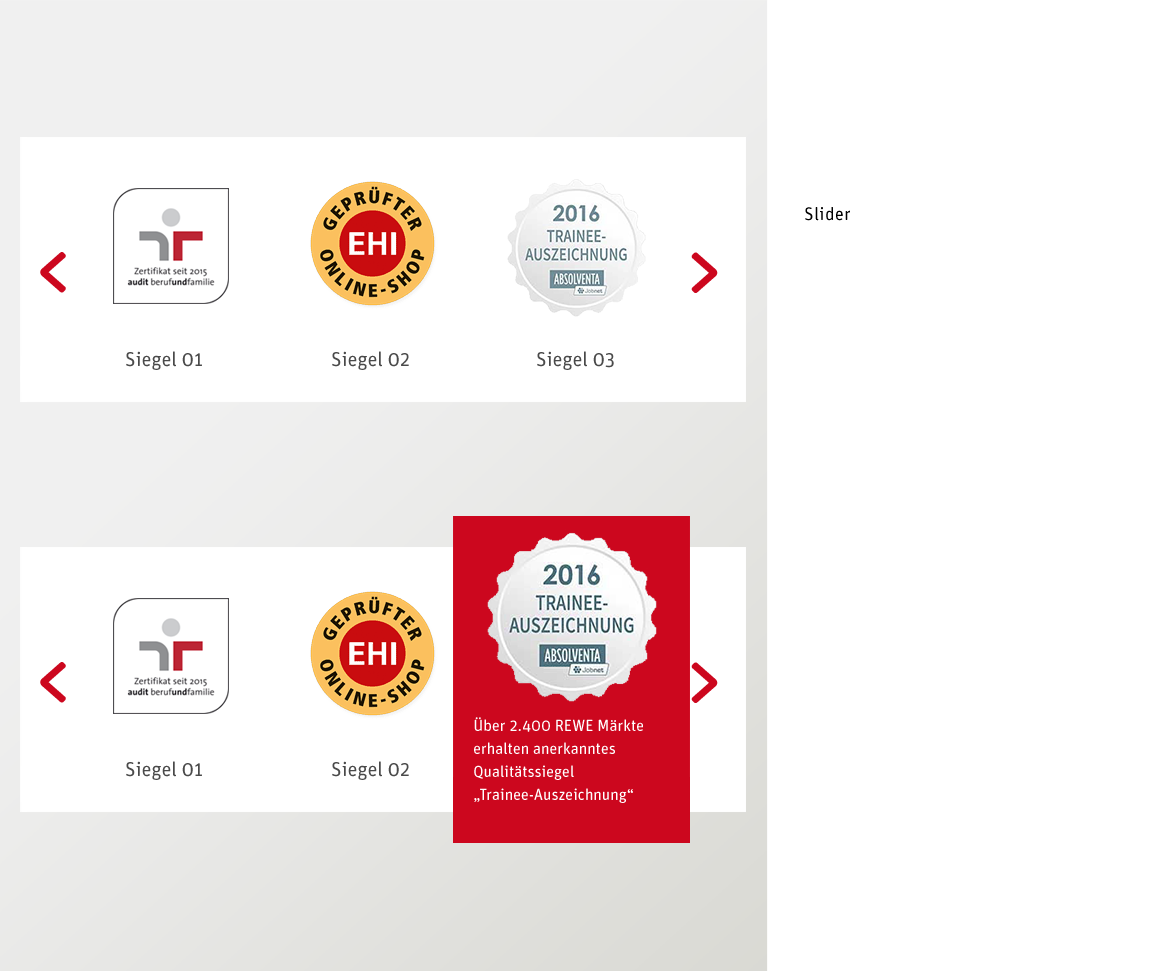 Zertifikat seit 2015
audit berufundfamilie
GEPRÜFTER
EHI
ONLINE-SHOP
2016
TRAINEE-
AUSZEICHNUNG
ABSOLVENTA
Jobnet
Slider
Siegel 01
Siegel 02
Siegel 03
Zertifikat seit 2015
audit berufundfamilie
GEPRÜFTER
EHI
ONLINE-SHOP
2016
TRAINEE-
AUSZEICHNUNG
ABSOLVENTA
Jobnet
Siegel 01
Siegel 02
Über 2.400 REWE Märkte
erhalten anerkanntes
Qualitätssiegel
„Trainee-Auszeichnung“